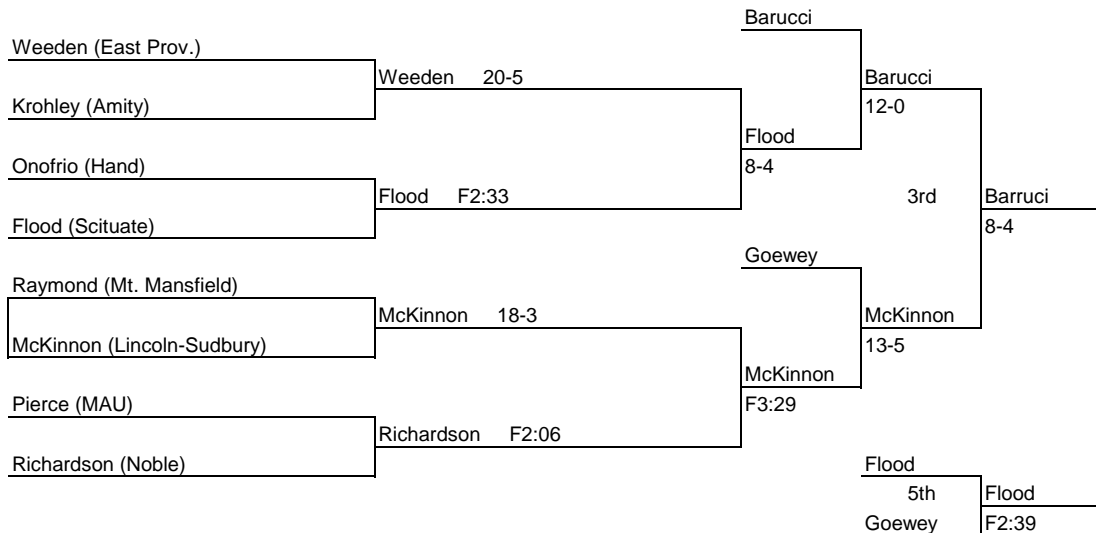 Barucci
Weeden (East Prov.)
Weeden 20-5 Barucci
Krohley (Amity) 12-0
Flood
Onofrio (Hand) 8-4
Flood F2:33 3rd Barruci
Flood (Scituate) 8-4
Goewey
Raymond (Mt. Mansfield)
McKinnon 18-3 McKinnon
McKinnon (Lincoln-Sudbury) 13-5
McKinnon
Pierce (MAU) F3:29
Richardson F2:06
Richardson (Noble) Flood
5th Flood
Goewey F2:39